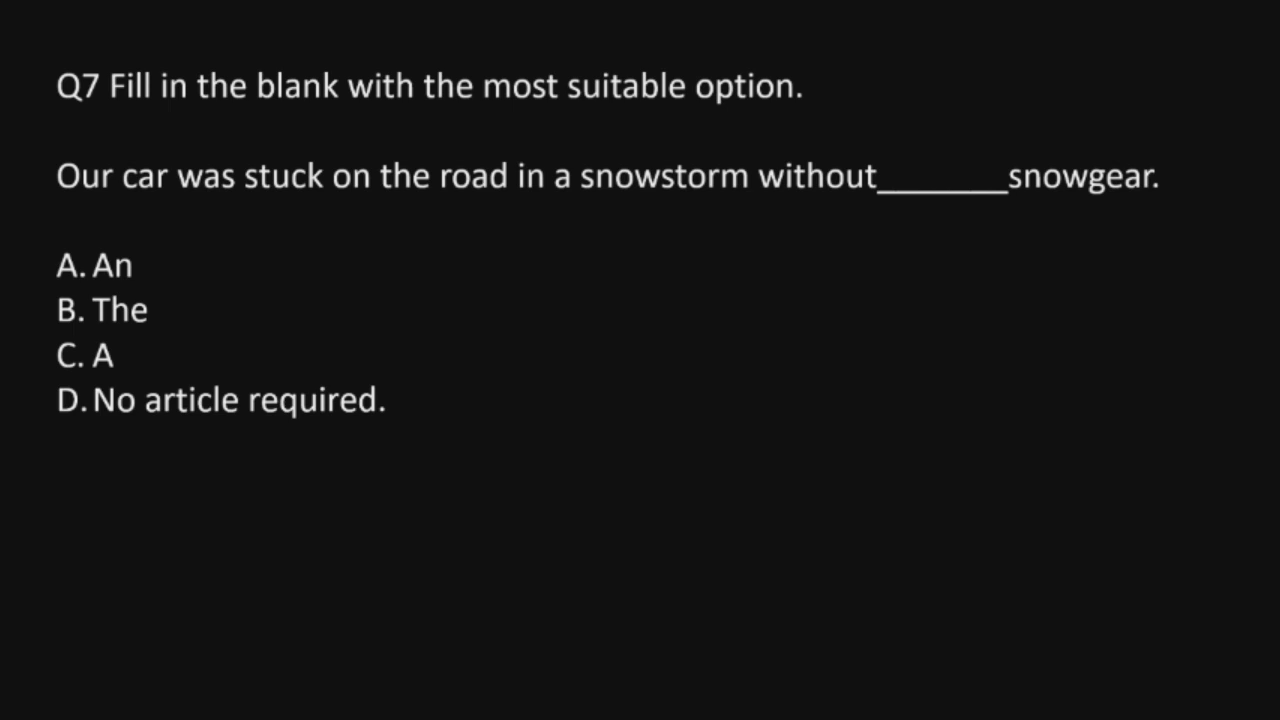 Q7 Fill in the blank with the most suitable option.
Our car was stuck on the road in a snowstorm without_______snowgear.
A. An
B. The
C. A
D. No article required.